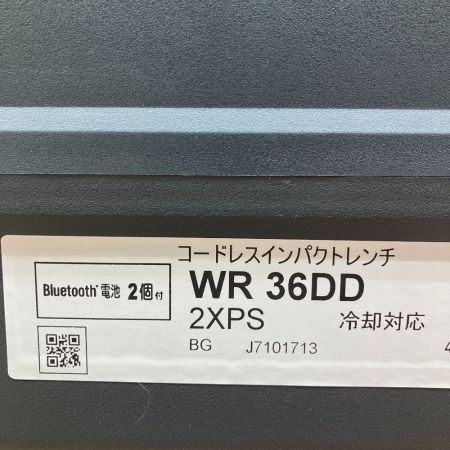 コードレスインパクトレンチ
Bluetooth®電池 2個付
WR 36DD
2XPS 冷却対応
BG J7101713